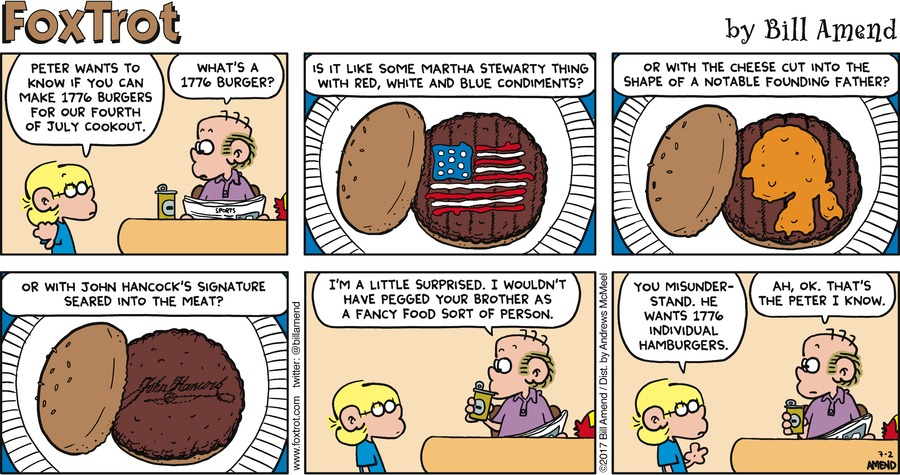 FoxTrot
by Bill Amend
PETER WANTS TO
KNOW IF YOU CAN
MAKE 1776 BURGERS
FOR OUR FOURTH
OF JULY COOKOUT.
WHAT'S A
1776 BURGER?
SPORTS
IS IT LIKE SOME MARTHA STEWARTY THING
WITH RED, WHITE AND BLUE CONDIMENTS?
OR WITH THE CHEESE CUT INTO THE
SHAPE OF A NOTABLE FOUNDING FATHER?
OR WITH JOHN HANCOCK'S SIGNATURE
SEARED INTO THE MEAT?
John Hancock
www.foxtrot.com twitter: @billamend
I'M A LITTLE SURPRISED. I WOULDN'T
HAVE PEGGED YOUR BROTHER AS
A FANCY FOOD SORT OF PERSON.
©2017 Bill Amend / Dist. by Andrews McMeel
YOU MISUNDER-
STAND. HE
WANTS 1776
INDIVIDUAL
HAMBURGERS.
AH, OK. THAT'S
THE PETER I KNOW.
7-2
AMEND